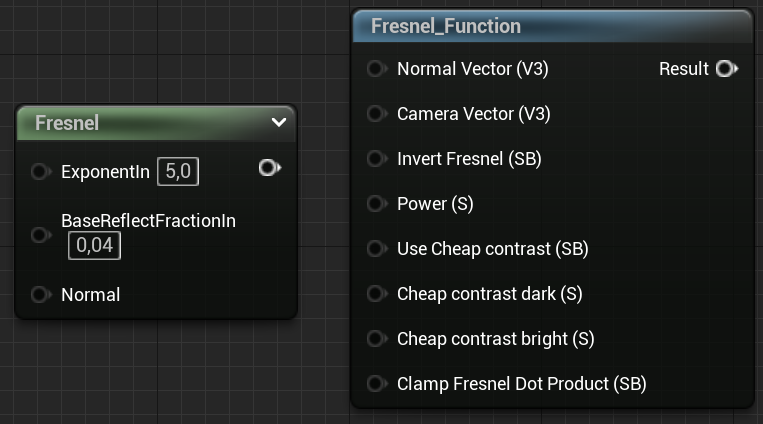 Fresnel
ExponentIn 5,0
BaseReflectFractionIn
0,04
Normal
Fresnel_Function
Normal Vector (V3) Result
Camera Vector (V3)
Invert Fresnel (SB)
Power (S)
Use Cheap contrast (SB)
Cheap contrast dark (S)
Cheap contrast bright (S)
Clamp Fresnel Dot Product (SB)